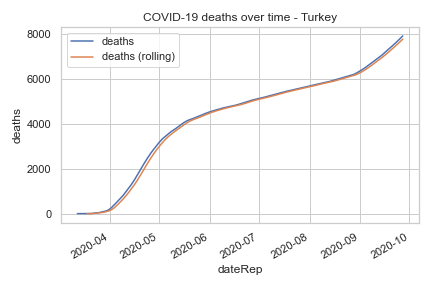 COVID-19 deaths over time - Turkey
deaths
deaths (rolling)
8000
6000
4000
2000
0
deaths
2020-04
2020-05
2020-06
2020-07
2020-08
2020-09
2020-10
dateRep